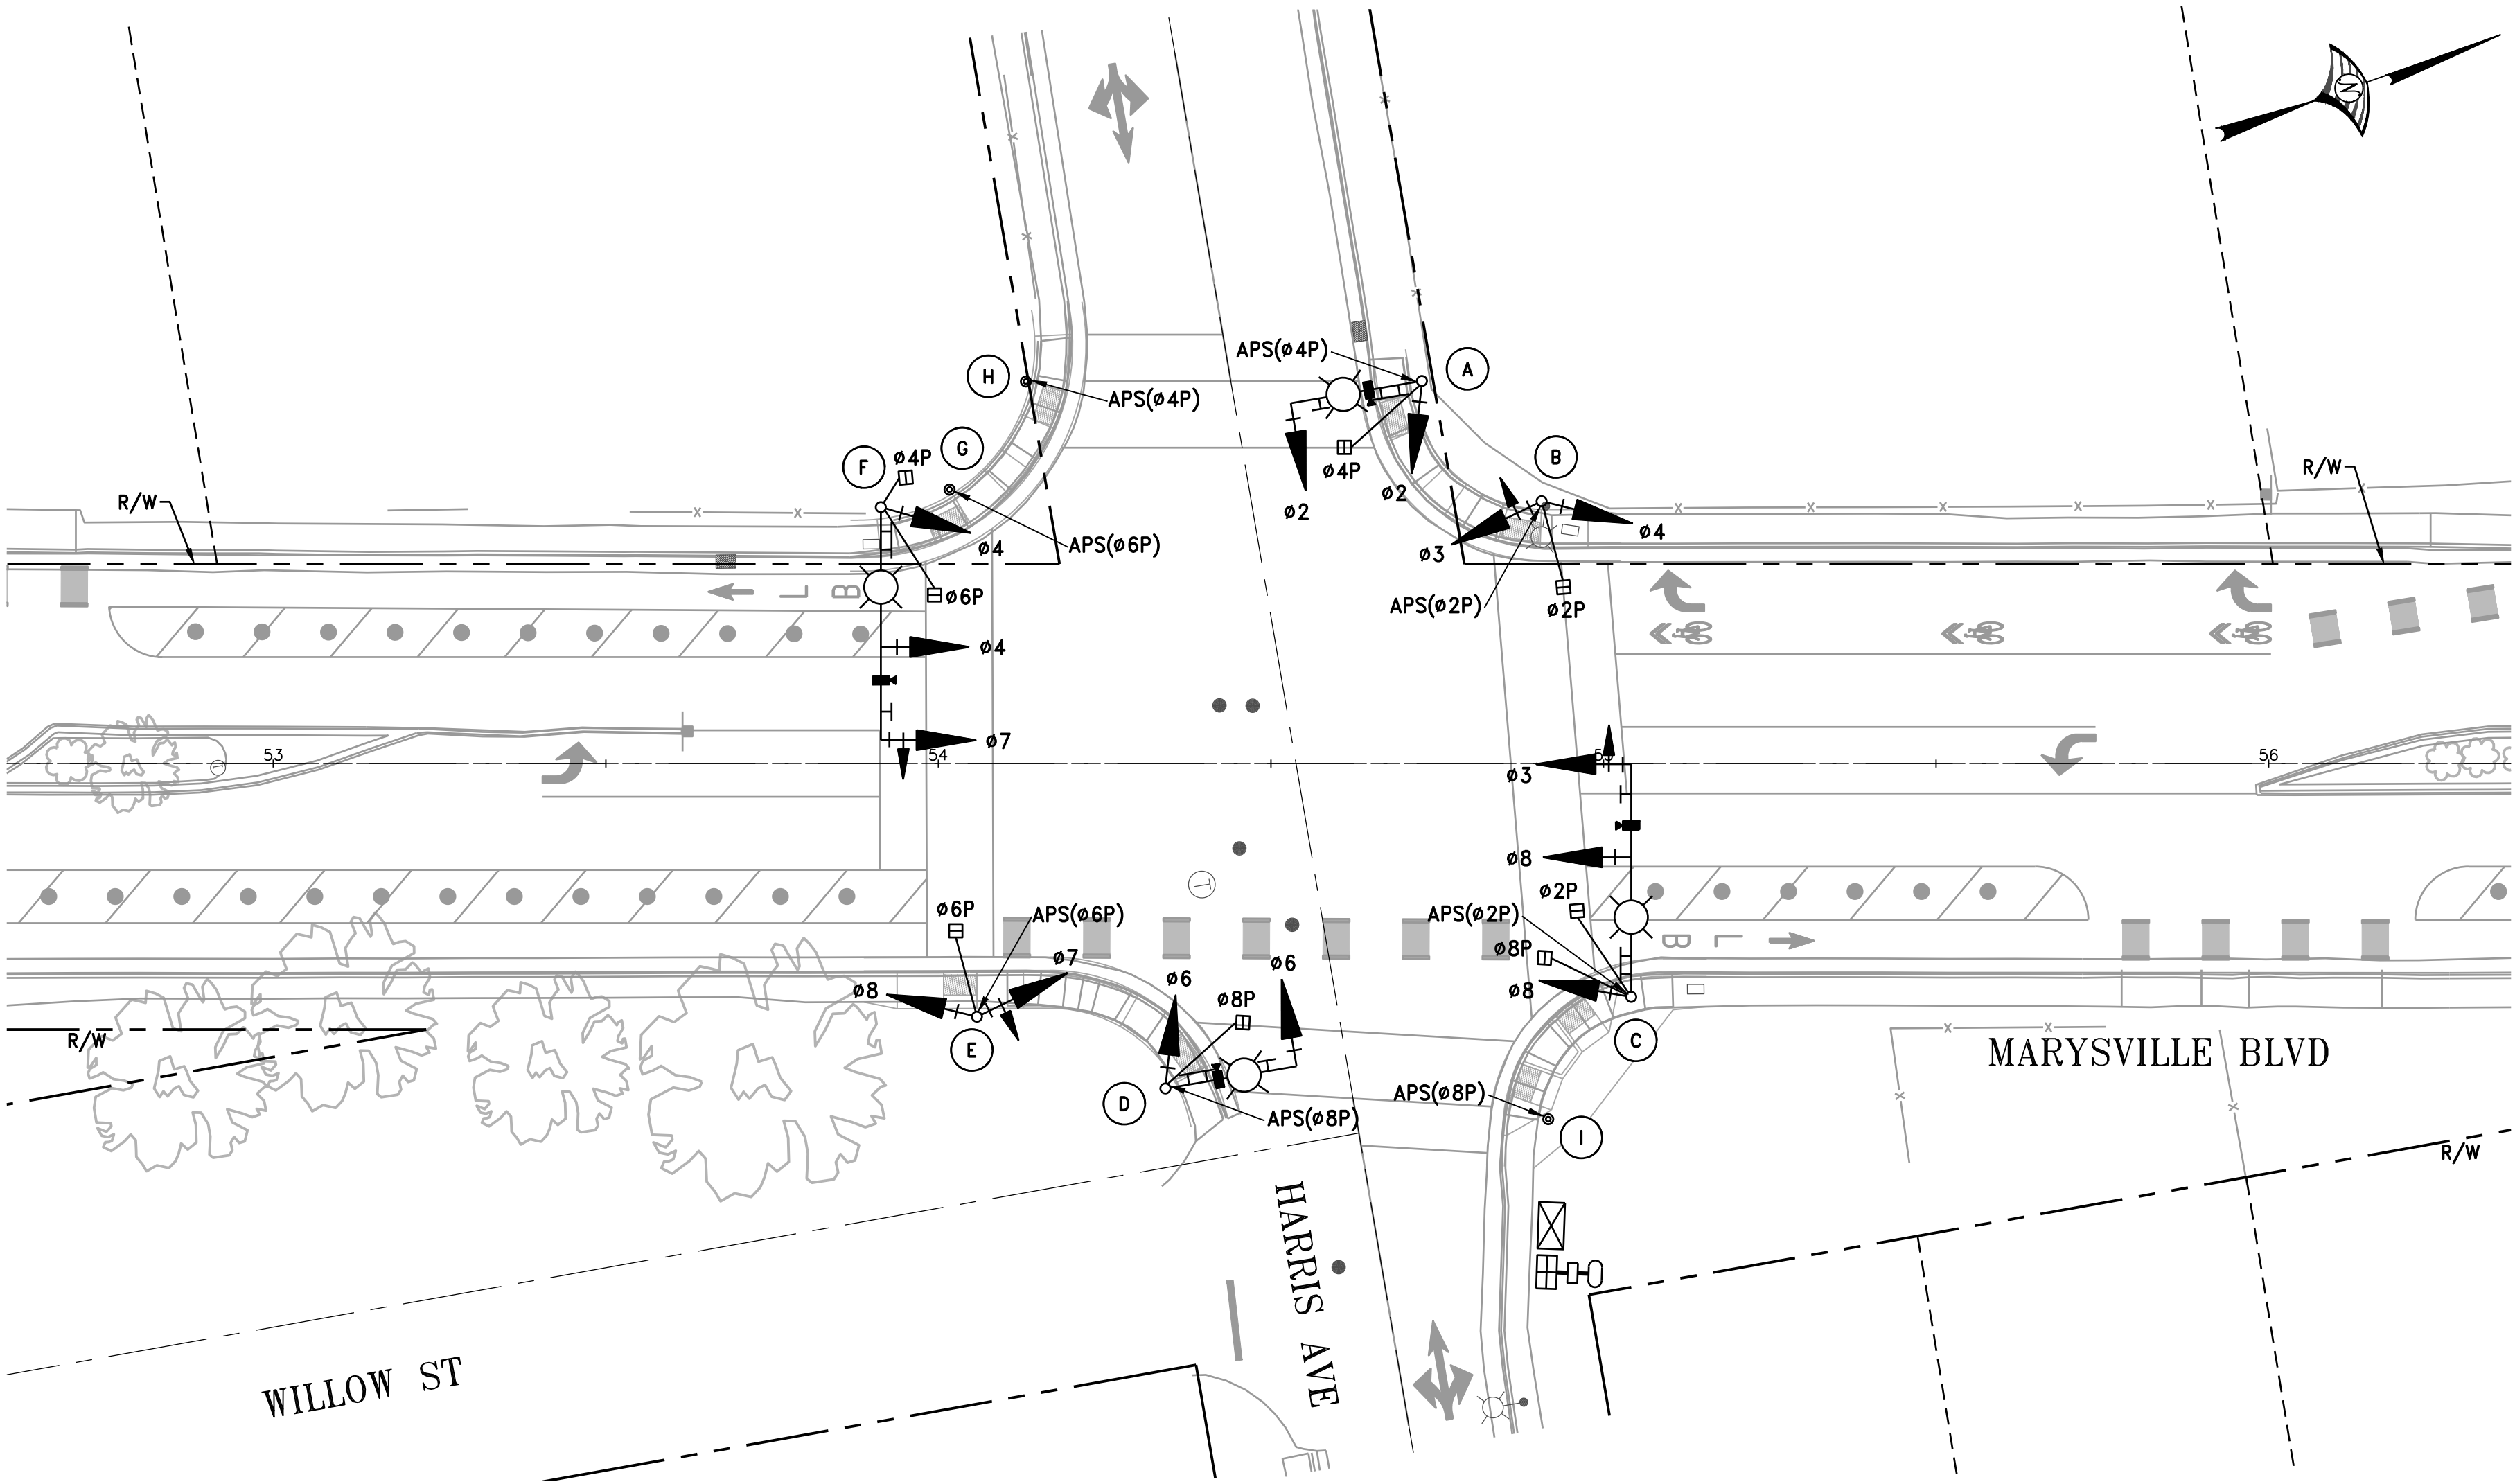 N
APS(ø4P)
A
H
APS(ø4P)
B
G
F
ø4P
ø4P
R/W
R/W
ø2
ø2
ø4
ø3
ø4
APS(ø6P)
ø6P
APS(ø2P)
ø2P
L B
ø4
ø7
53
54
55
56
ø3
ø8
ø2P
APS(ø2P)
ø6P
APS(ø6P)
ø8P
B L
ø7
ø6
ø6
ø8
ø8
ø8P
E
C
R/W
MARYSVILLE BLVD
D
APS(ø8P)
APS(ø8P)
I
R/W
HARRIS AVE
WILLOW ST